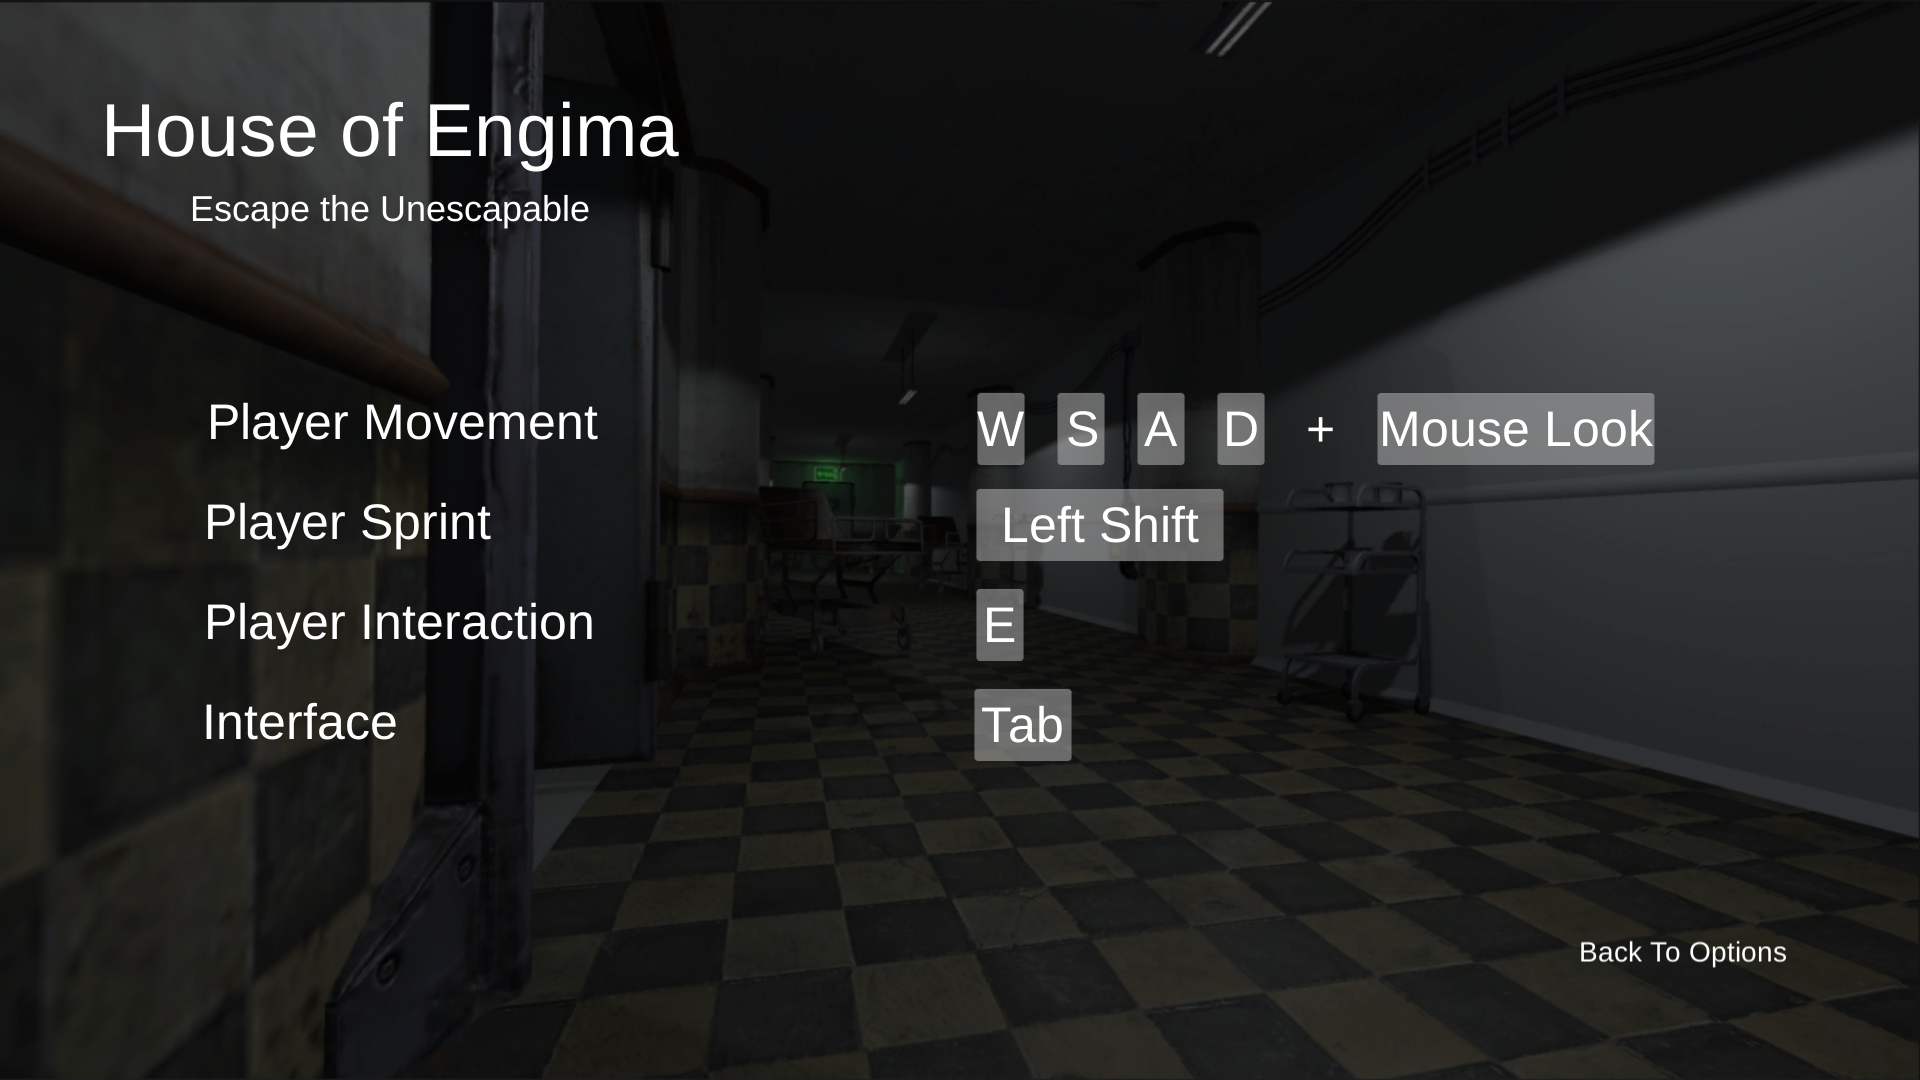 House of Engima
Escape the Unescapable
Player Movement W S A D + Mouse Look
Player Sprint Left Shift
Player Interaction E
Interface Tab
Back To Options